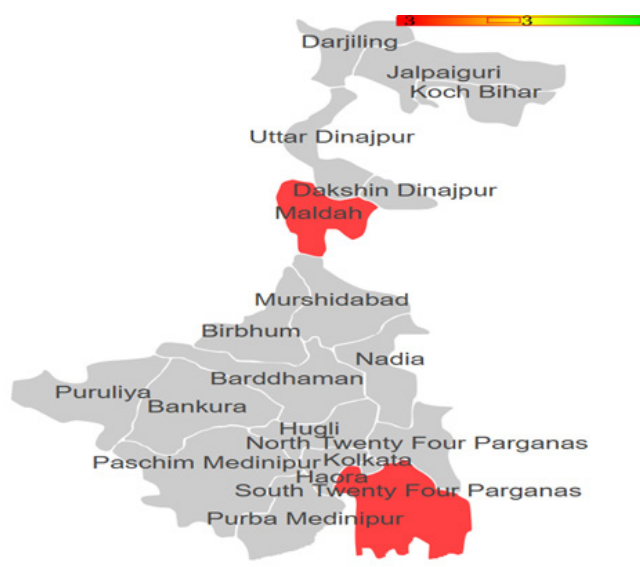 3 3
Darjiling
Jalpaiguri
Koch Bihar
Uttar Dinajpur
Dakshin Dinajpur
Maldah
Murshidabad
Birbhum
Nadia
Barddhaman
Puruliya
Bankura
Hugli
North Twenty Four Parganas
Kolkata
Paschim Medinipur
Haora
South Twenty Four Parganas
Purba Medinipur